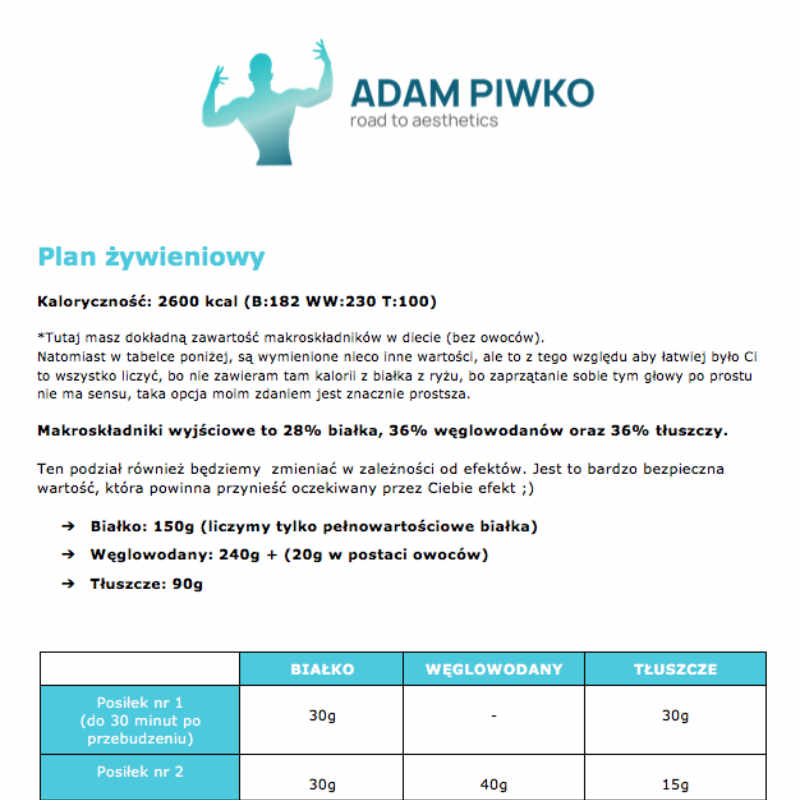 ADAM PIWKO
road to aesthetics
Plan żywieniowy
Kaloryczność: 2600 kcal (B:182 WW:230 T:100)
*Tutaj masz dokładną zawartość makroskładników w diecie (bez owoców).
Natomiast w tabelce poniżej, są wymienione nieco inne wartości, ale to z tego względu aby łatwiej było Ci
to wszystko liczyć, bo nie zawieram tam kalorii z białka z ryżu, bo zaprzątanie sobie tym głowy po prostu
nie ma sensu, taka opcja moim zdaniem jest znacznie prostsza.
Makroskładniki wyjściowe to 28% białka, 36% węglowodanów oraz 36% tłuszczy.
Ten podział również będziemy  zmieniać w zależności od efektów. Jest to bardzo bezpieczna
wartość, która powinna przynieść oczekiwany przez Ciebie efekt ;)
➔ Białko: 150g (liczymy tylko pełnowartościowe białka)
➔ Węglowodany: 240g + (20g w postaci owoców)
➔ Tłuszcze: 90g
BIAŁKO WĘGLOWODANY TŁUSZCZE
Posiłek nr 1
(do 30 minut po
przebudzeniu)
30g - 30g
Posiłek nr 2
30g 40g 15g